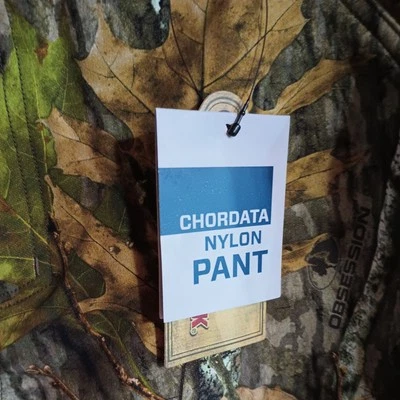 CHORDATA
NYLON
PANT
OBSESSION
K